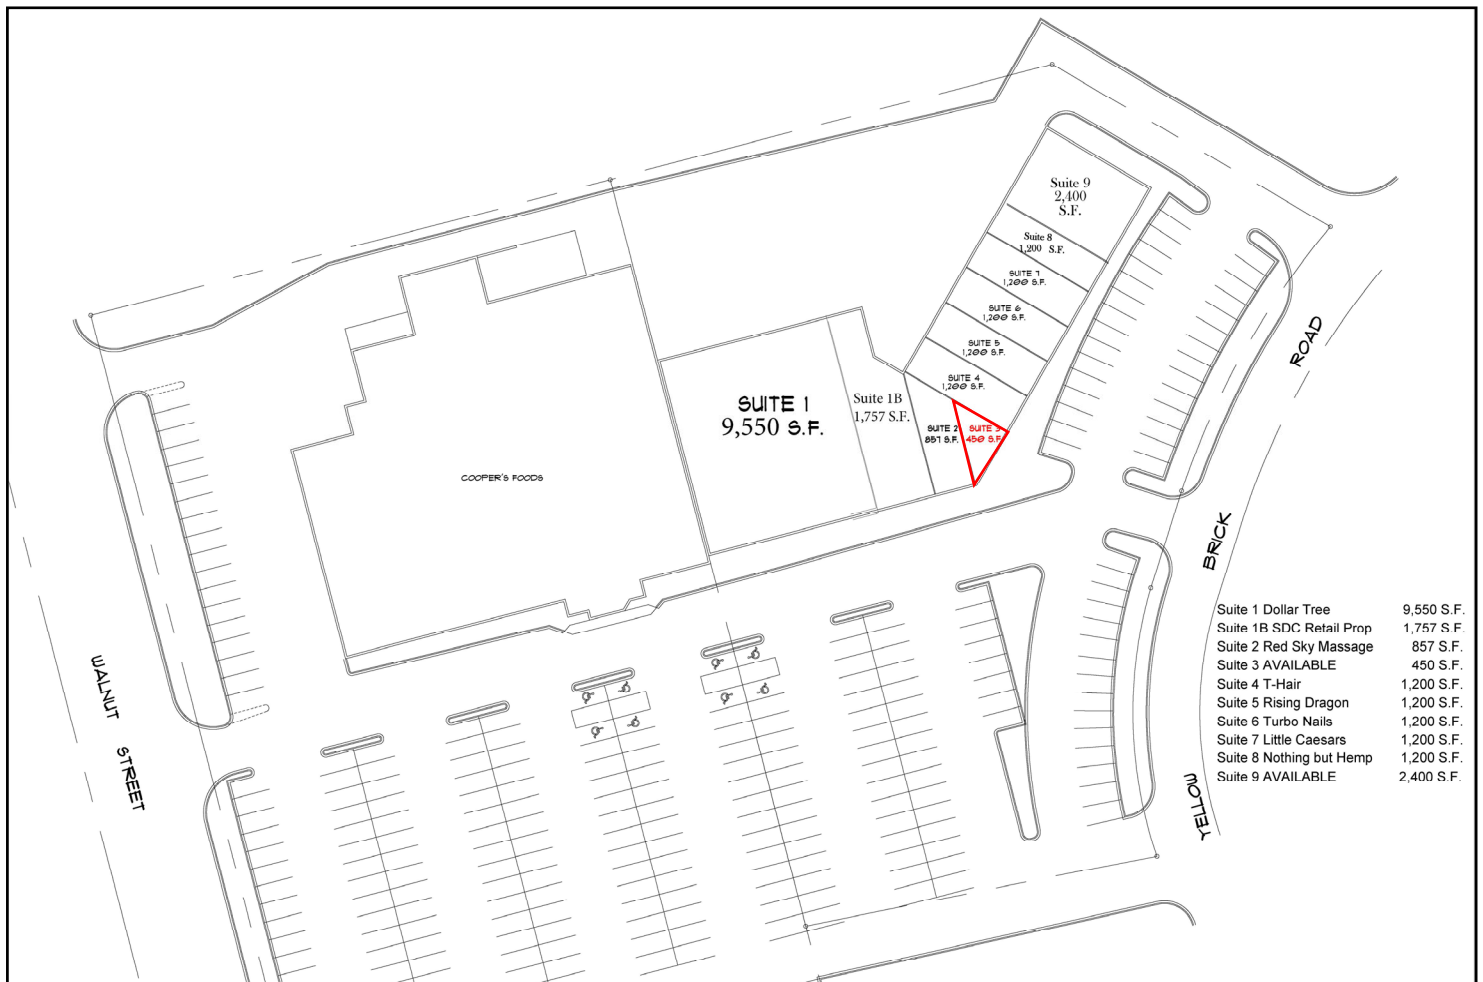 Suite 9
2,400
S.F.
Suite 8
1,200 S.F.
SUITE 7
1,200 S.F.
SUITE 6
1,200 S.F.
SUITE 5
1,200 S.F.
SUITE 4
1,200 S.F.
SUITE 1
9,550 S.F.
Suite 1B
1,757 S.F.
SUITE 2
857 S.F.
SUITE 3
450 S.F.
COOPER'S FOODS
WALNUT STREET
YELLOW BRICK ROAD
Suite 1 Dollar Tree 9,550 S.F.
Suite 1B SDC Retail Prop 1,757 S.F.
Suite 2 Red Sky Massage 857 S.F.
Suite 3 AVAILABLE 450 S.F.
Suite 4 T-Hair 1,200 S.F.
Suite 5 Rising Dragon 1,200 S.F.
Suite 6 Turbo Nails 1,200 S.F.
Suite 7 Little Caesars 1,200 S.F.
Suite 8 Nothing but Hemp 1,200 S.F.
Suite 9 AVAILABLE 2,400 S.F.